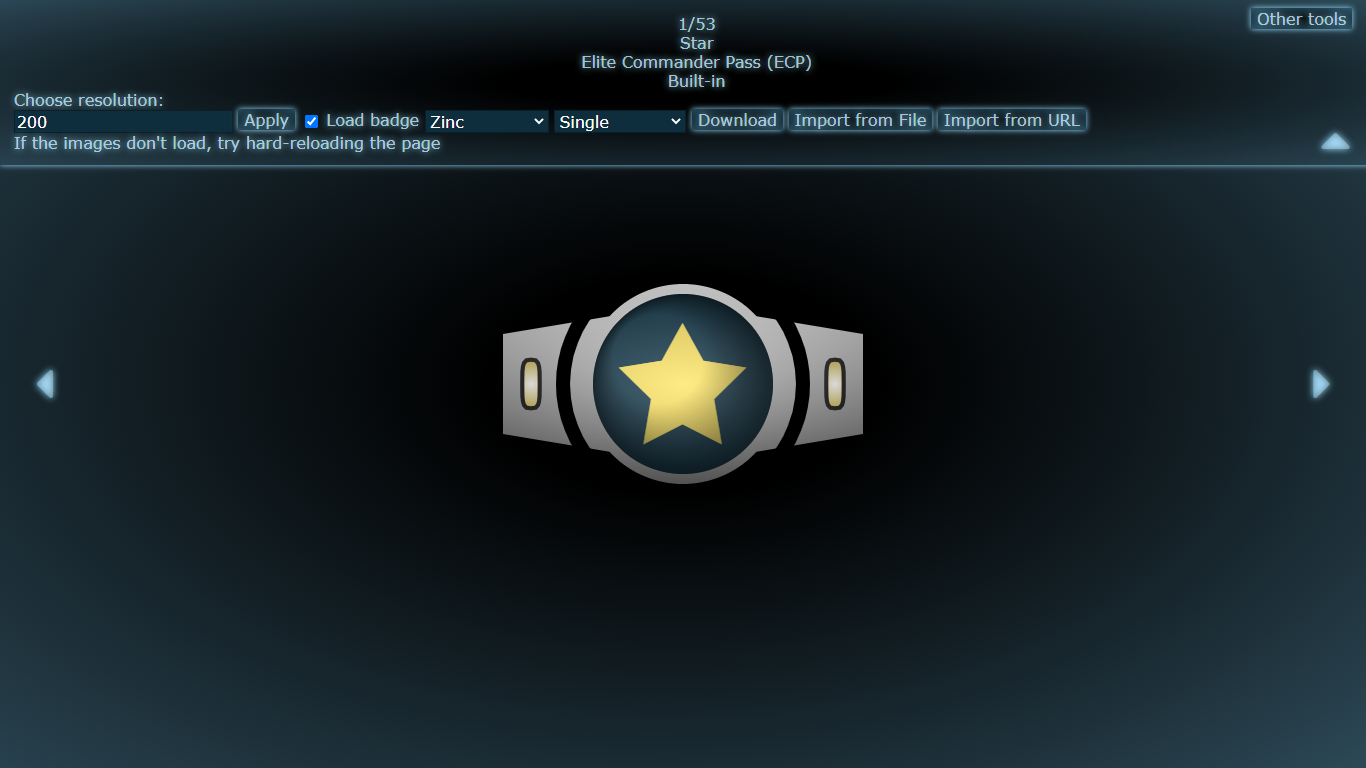 Other tools
1/53
Star
Elite Commander Pass (ECP)
Built-in
Choose resolution:
200 Apply Load badge Zinc Single Download Import from File Import from URL
If the images don't load, try hard-reloading the page